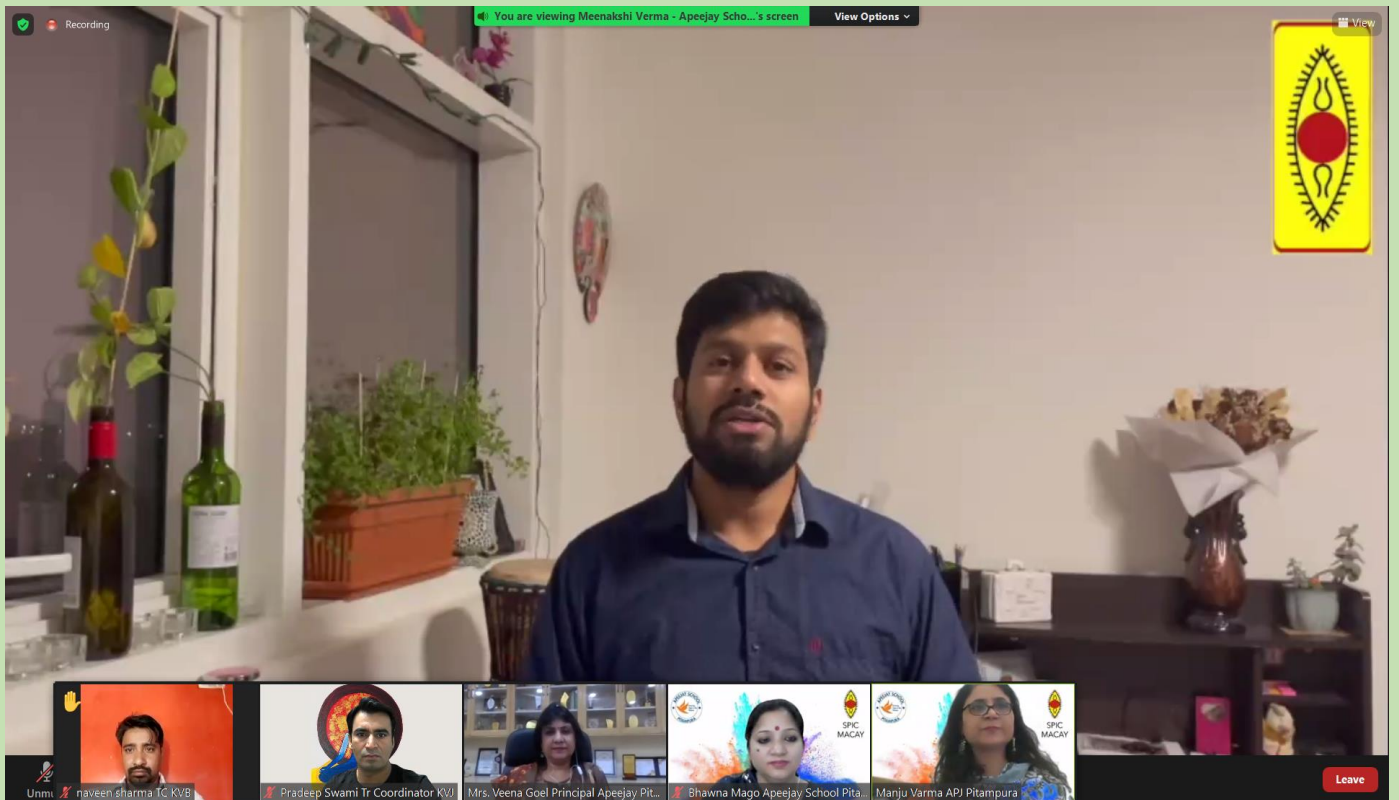 Recording
You are viewing Meenakshi Verma - Apeejay Scho...'s screen
View Options
View
SPIC
MACAY
SPIC
MACAY
Unmu
naveen sharma TC KVB
Pradeep Swami Tr Coordinator KVJ
Mrs. Veena Goel Principal Apeejay Pit...
Bhawna Mago Apeejay School Pita...
Manju Varma APJ Pitampura
Leave